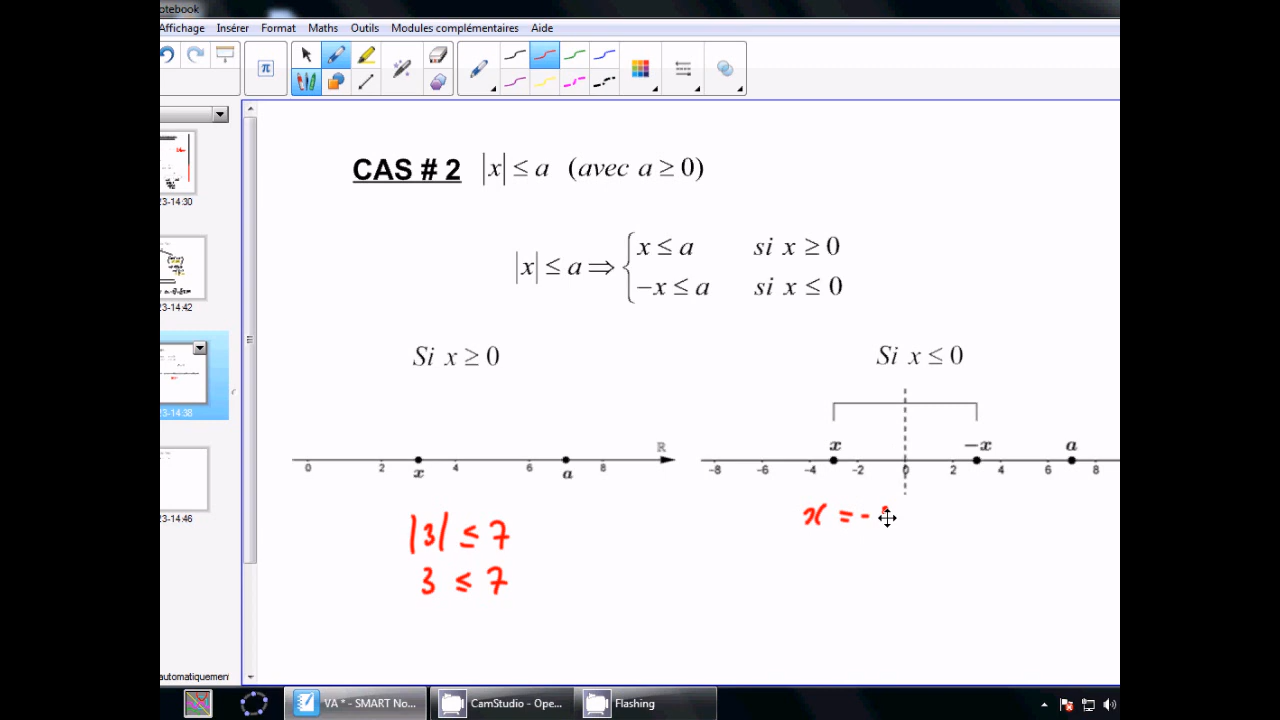 otebook
Affichage Insérer Format Maths Outils Modules complémentaires Aide
π
23-14:30
23-14:42
23-14:38
23-14:46
automatiquement
CAS # 2 |x| ≤ a (avec a ≥ 0)
|x| ≤ a ⇒ { x ≤ a si x ≥ 0
−x ≤ a si x ≤ 0
Si x ≥ 0
Si x ≤ 0
ℝ
0 2 4 6 8
x a
x −x a
-8 -6 -4 -2 0 2 4 6 8
|3| ≤ 7
3 ≤ 7
x = -
VA * - SMART No... CamStudio - Ope... Flashing